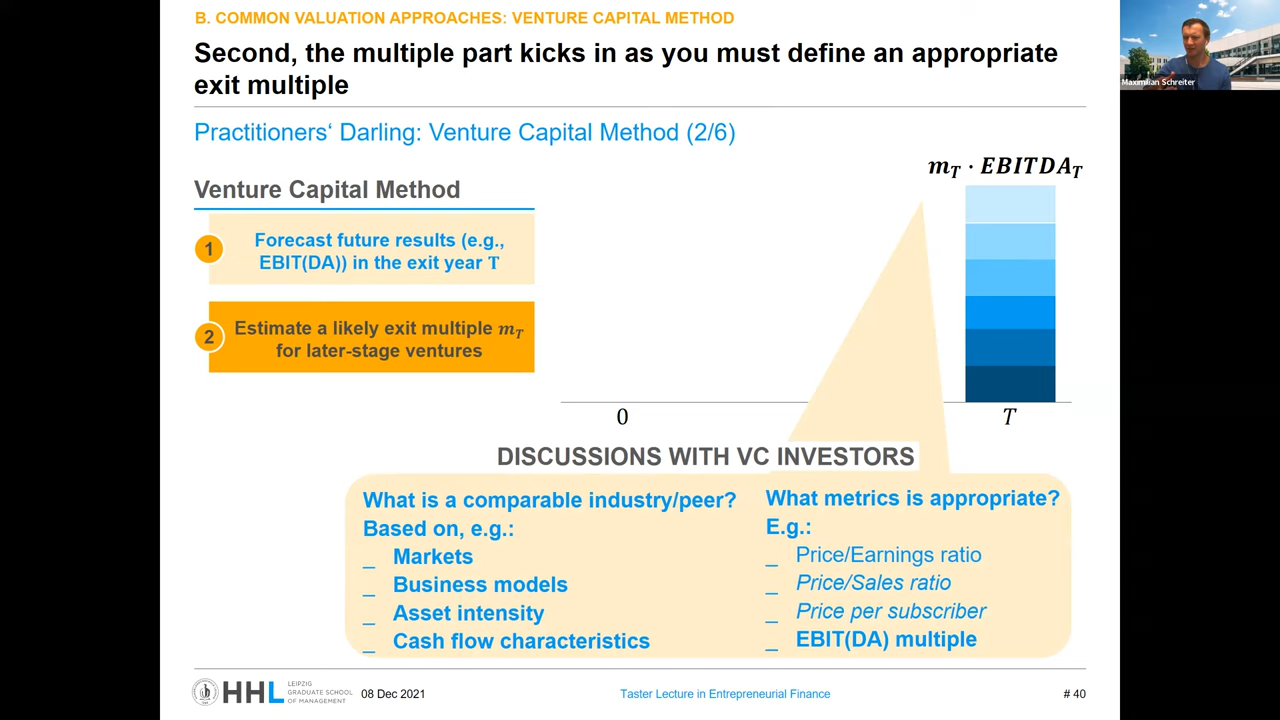 B. COMMON VALUATION APPROACHES: VENTURE CAPITAL METHOD
Second, the multiple part kicks in as you must define an appropriate
exit multiple
Maximilian Schreiter
Practitioners‘ Darling: Venture Capital Method (2/6)
Venture Capital Method
1
Forecast future results (e.g.,
EBIT(DA)) in the exit year T
2
Estimate a likely exit multiple m_T
for later-stage ventures
m_T · EBITDA_T
0
T
DISCUSSIONS WITH VC INVESTORS
What is a comparable industry/peer?
Based on, e.g.:
_ Markets
_ Business models
_ Asset intensity
_ Cash flow characteristics
What metrics is appropriate?
E.g.:
_ Price/Earnings ratio
_ Price/Sales ratio
_ Price per subscriber
_ EBIT(DA) multiple
HHL
LEIPZIG
GRADUATE SCHOOL
OF MANAGEMENT
08 Dec 2021
Taster Lecture in Entrepreneurial Finance
# 40